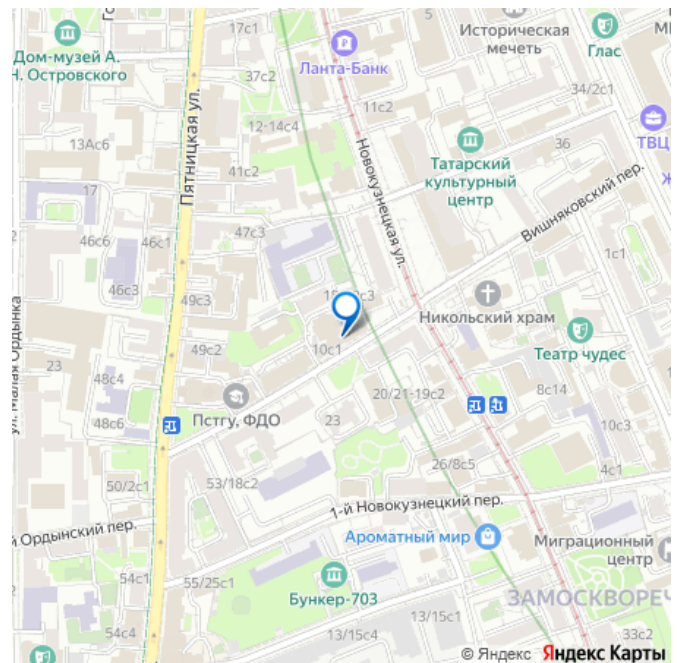 17с1
5
Историческая
мечеть
Глас
Дом-музей А.
Н. Островского
37с2
Ланта-Банк
11с2
34/2с1
12-14с4
ТВЦ
13Ас6
36
Татарский
культурный
центр
Пятницкая ул.
41с2
17
Новокузнецкая ул.
Вишняковский пер.
46с6
46с1
47с3
1с1
46с3
49с3
Никольский храм
ул. Малая Ордынка
49с2
10с1
Театр чудес
23
48с4
20/21-19с2
8с14
48с6
Пстгу, ФДО
23
10с3
50/2с1
53/18с2
26/8с5
4с1
1-й Новокузнецкий пер.
й Ордынский пер.
Ароматный мир
Миграционный
центр
54с1
55/25с1
Бункер-703
ЗАМОСКВОРЕЧ
13/15с1
54с4
13/15с4
33с2
© Яндекс Яндекс Карты